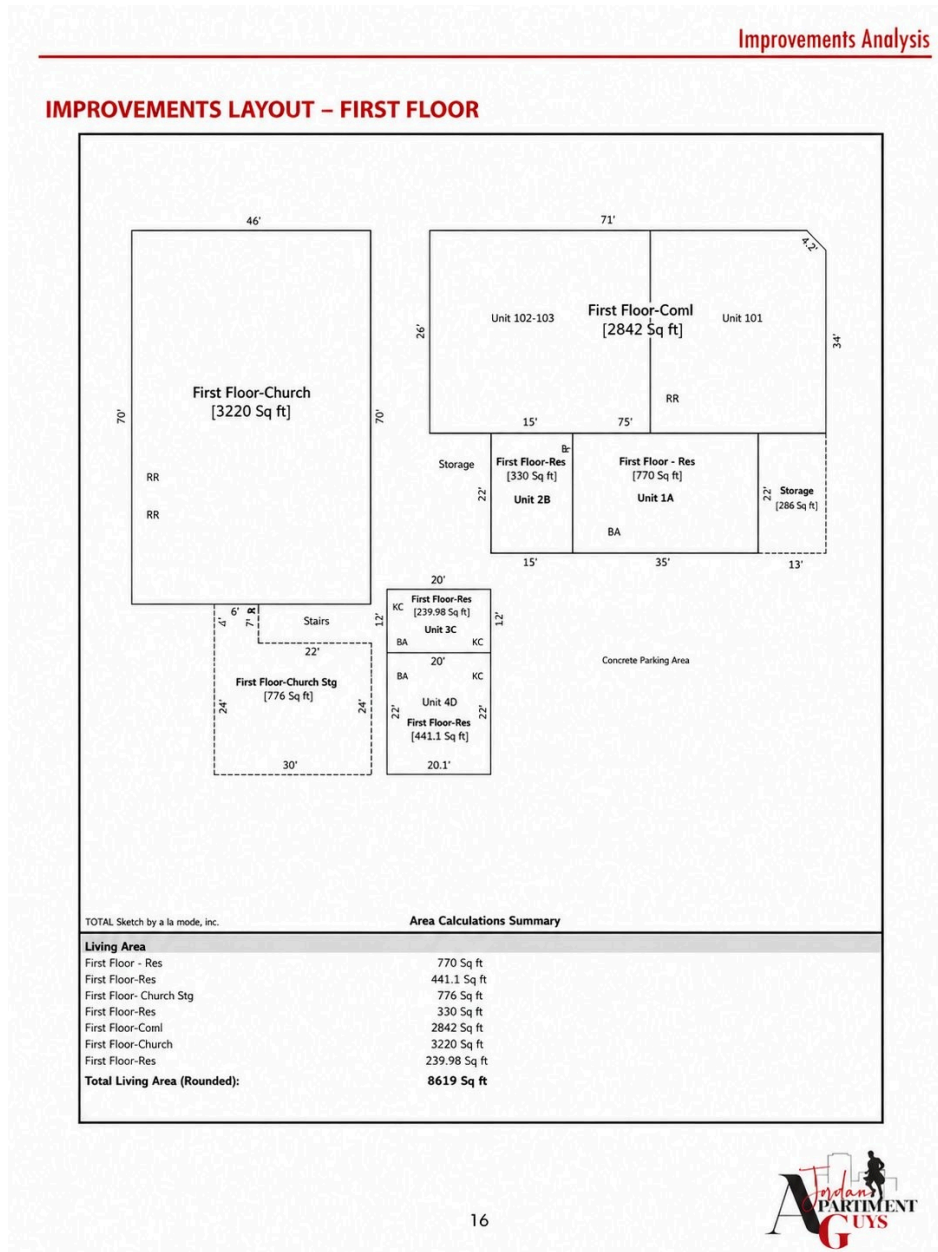 Improvements Analysis
IMPROVEMENTS LAYOUT – FIRST FLOOR
46'
71'
4.2'
Unit 102-103
First Floor-Coml
[2842 Sq ft]
Unit 101
26'
34'
First Floor-Church
[3220 Sq ft]
70'
70'
RR
15'
75'
Storage
First Floor-Res
[330 Sq ft]
Unit 2B
22'
First Floor - Res
[770 Sq ft]
Unit 1A
BA
22'
Storage
[286 Sq ft]
RR
RR
15'
35'
13'
20'
6'
4'
7'
Stairs
12'
KC
First Floor-Res
[239.98 Sq ft]
Unit 3C
12'
BA
KC
22'
20'
Concrete Parking Area
First Floor-Church Stg
[776 Sq ft]
BA
KC
Unit 4D
24'
24'
22'
22'
First Floor-Res
[441.1 Sq ft]
30'
20.1'
TOTAL Sketch by a la mode, inc.
Area Calculations Summary
Living Area
First Floor - Res 770 Sq ft
First Floor-Res 441.1 Sq ft
First Floor- Church Stg 776 Sq ft
First Floor-Res 330 Sq ft
First Floor-Coml 2842 Sq ft
First Floor-Church 3220 Sq ft
First Floor-Res 239.98 Sq ft
Total Living Area (Rounded): 8619 Sq ft
Jordan
APARTIMENT
GUYS
16